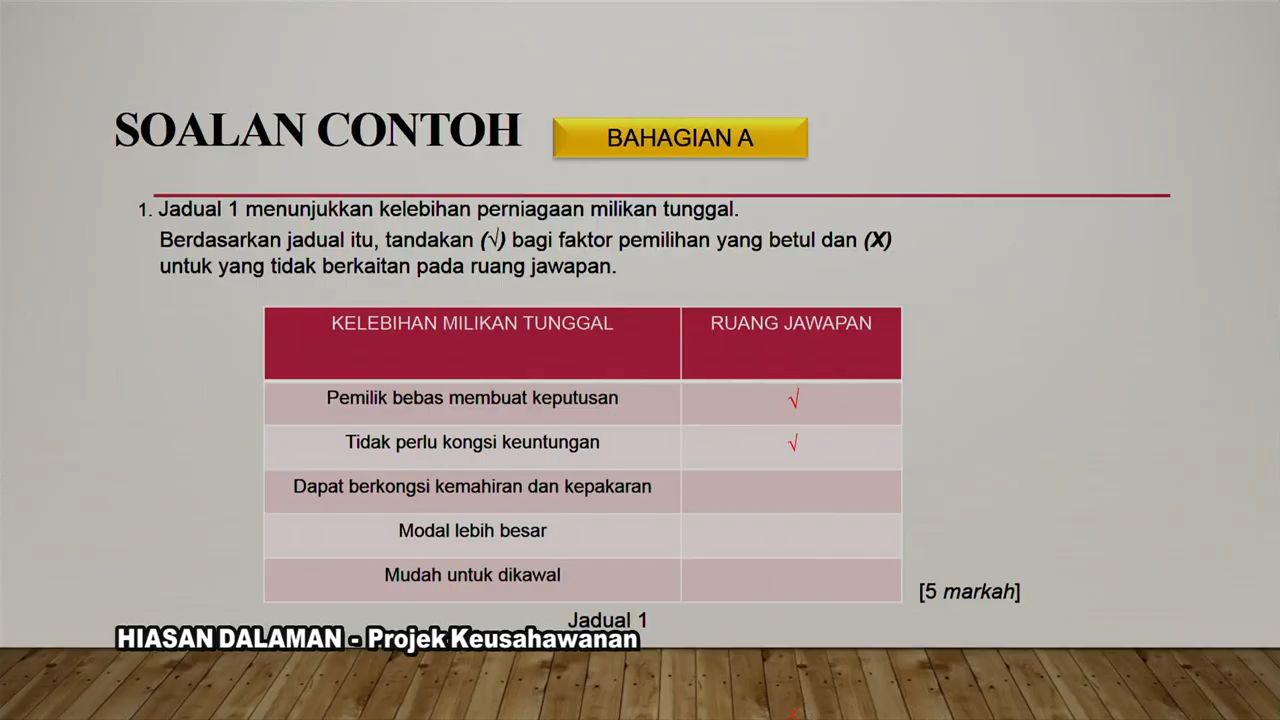 SOALAN CONTOH
BAHAGIAN A
1. Jadual 1 menunjukkan kelebihan perniagaan milikan tunggal.
Berdasarkan jadual itu, tandakan (√) bagi faktor pemilihan yang betul dan (X)
untuk yang tidak berkaitan pada ruang jawapan.
KELEBIHAN MILIKAN TUNGGAL RUANG JAWAPAN
Pemilik bebas membuat keputusan √
Tidak perlu kongsi keuntungan √
Dapat berkongsi kemahiran dan kepakaran
Modal lebih besar
Mudah untuk dikawal
[5 markah]
Jadual 1
HIASAN DALAMAN - Projek Keusahawanan
x